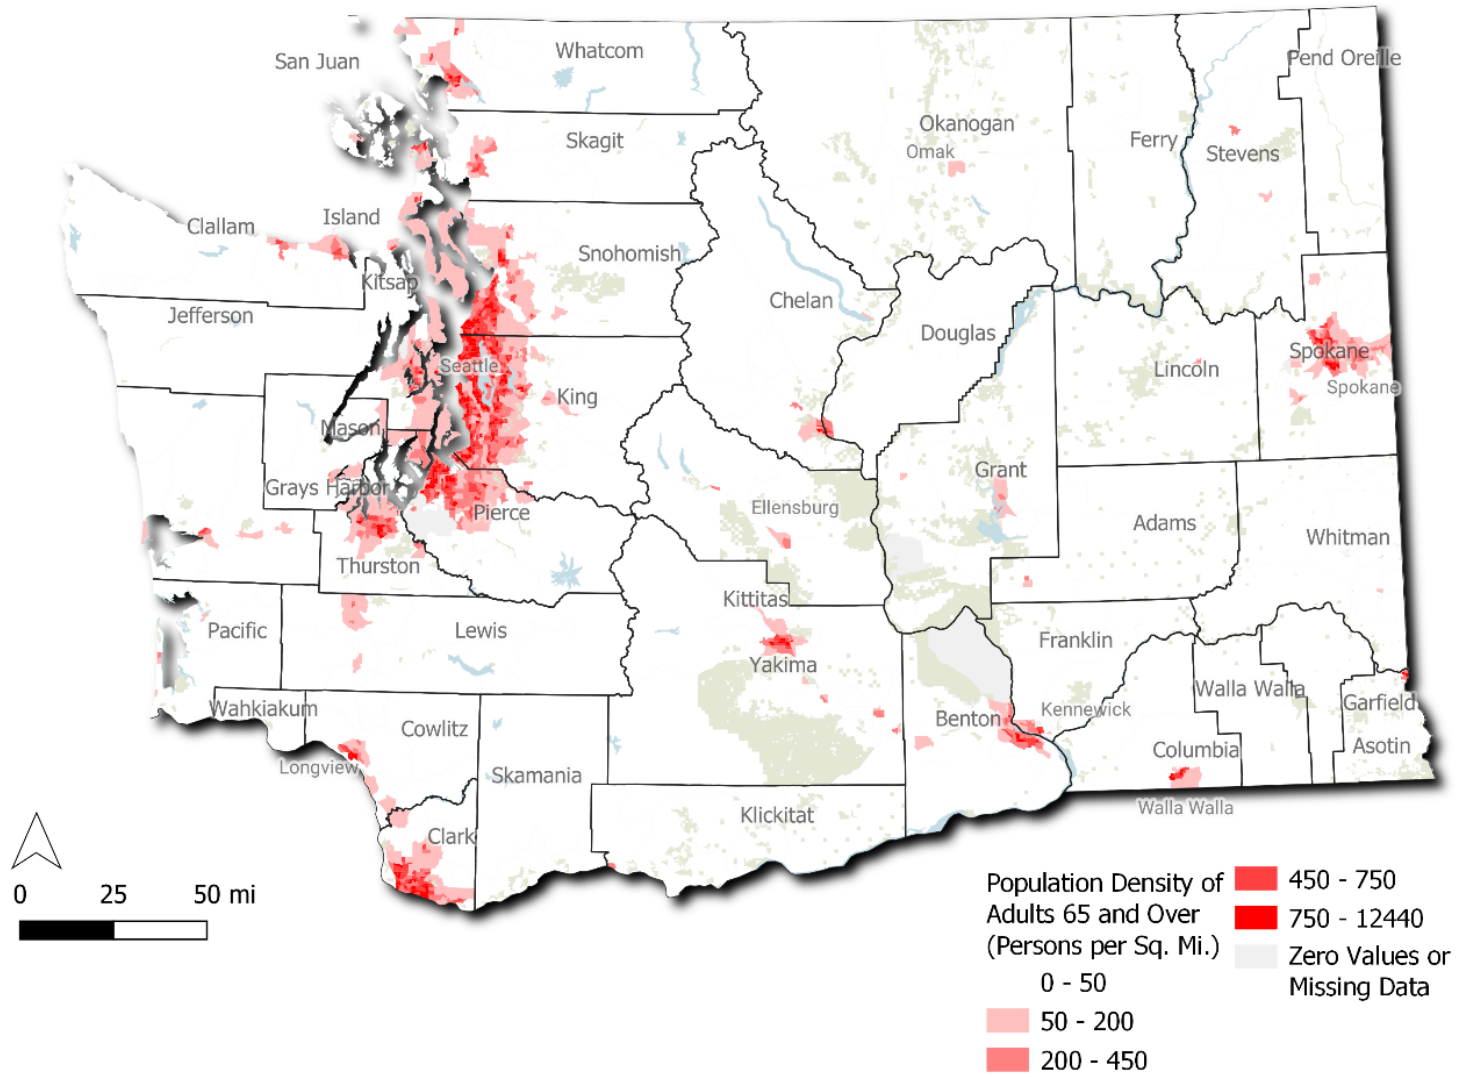 San Juan
Whatcom
Pend Oreille
Skagit
Okanogan
Omak
Ferry
Stevens
Clallam
Island
Snohomish
Kitsap
Chelan
Jefferson
Douglas
Seattle
Lincoln
Spokane
Spokane
King
Mason
Grays Harbor
Grant
Ellensburg
Pierce
Adams
Whitman
Thurston
Kittitas
Pacific
Lewis
Franklin
Yakima
Walla Walla
Garfield
Wahkiakum
Kennewick
Benton
Cowlitz
Columbia
Asotin
Longview
Skamania
Walla Walla
Klickitat
Clark
0 25 50 mi
Population Density of
Adults 65 and Over
(Persons per Sq. Mi.)
0 - 50
50 - 200
200 - 450
450 - 750
750 - 12440
Zero Values or
Missing Data